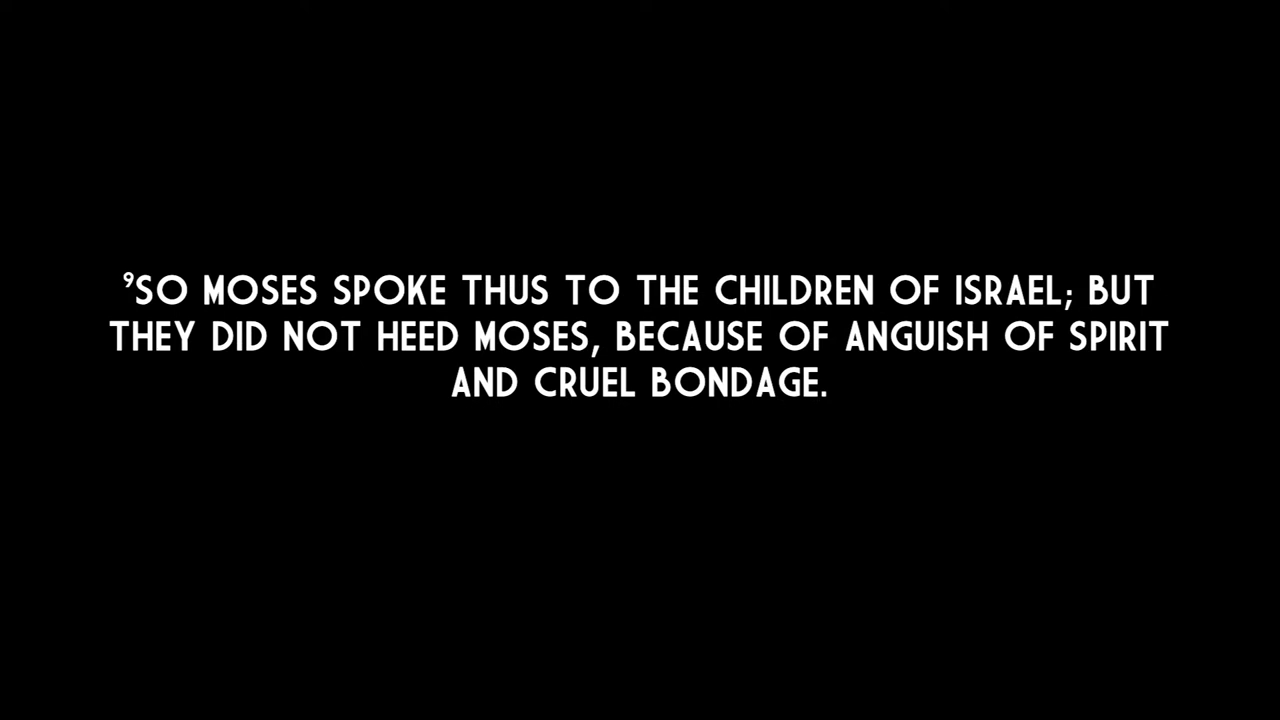 ⁹SO MOSES SPOKE THUS TO THE CHILDREN OF ISRAEL; BUT
THEY DID NOT HEED MOSES, BECAUSE OF ANGUISH OF SPIRIT
AND CRUEL BONDAGE.